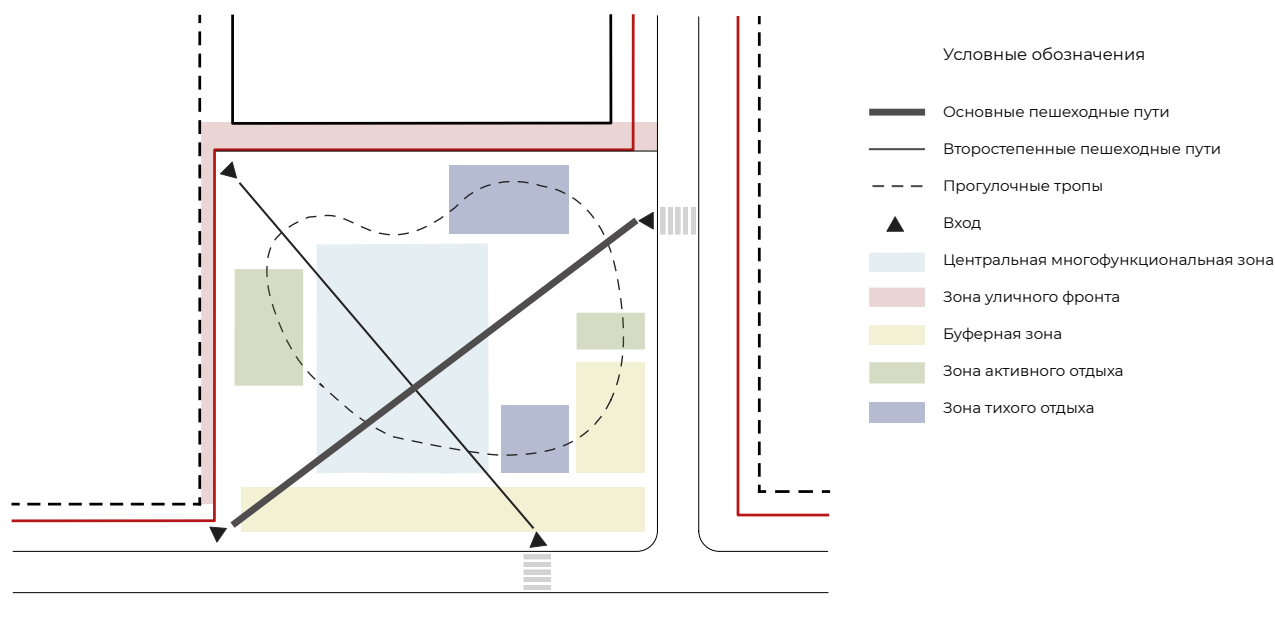 Условные обозначения
Основные пешеходные пути
Второстепенные пешеходные пути
Прогулочные тропы
Вход
Центральная многофункциональная зона
Зона уличного фронта
Буферная зона
Зона активного отдыха
Зона тихого отдыха